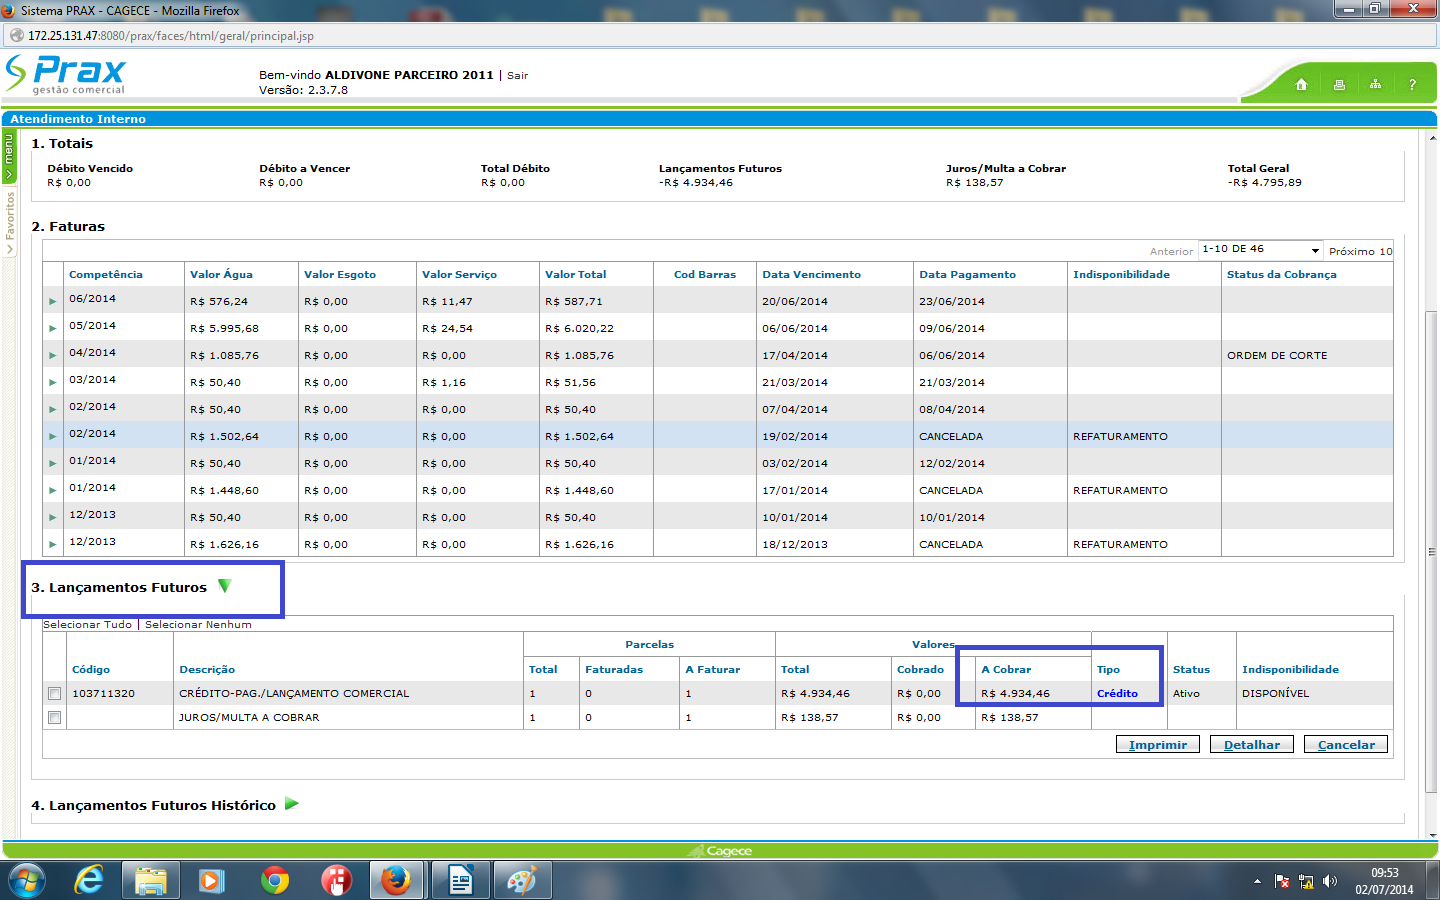 Sistema PRAX - CAGECE - Mozilla Firefox
172.25.131.47:8080/prax/faces/html/geral/principal.jsp
Prax
gestão comercial
Bem-vindo ALDIVONE PARCEIRO 2011 | Sair
Versão: 2.3.7.8
?
Atendimento Interno
menu
Favoritos
1. Totais
Débito Vencido Débito a Vencer Total Débito Lançamentos Futuros Juros/Multa a Cobrar Total Geral
R$ 0,00 R$ 0,00 R$ 0,00 -R$ 4.934,46 R$ 138,57 -R$ 4.795,89
2. Faturas
Anterior 1-10 DE 46 Próximo 10
Competência Valor Água Valor Esgoto Valor Serviço Valor Total Cod Barras Data Vencimento Data Pagamento Indisponibilidade Status da Cobrança
06/2014 R$ 576,24 R$ 0,00 R$ 11,47 R$ 587,71 20/06/2014 23/06/2014
05/2014 R$ 5.995,68 R$ 0,00 R$ 24,54 R$ 6.020,22 06/06/2014 09/06/2014
04/2014 R$ 1.085,76 R$ 0,00 R$ 0,00 R$ 1.085,76 17/04/2014 06/06/2014 ORDEM DE CORTE
03/2014 R$ 50,40 R$ 0,00 R$ 1,16 R$ 51,56 21/03/2014 21/03/2014
02/2014 R$ 50,40 R$ 0,00 R$ 0,00 R$ 50,40 07/04/2014 08/04/2014
02/2014 R$ 1.502,64 R$ 0,00 R$ 0,00 R$ 1.502,64 19/02/2014 CANCELADA REFATURAMENTO
01/2014 R$ 50,40 R$ 0,00 R$ 0,00 R$ 50,40 03/02/2014 12/02/2014
01/2014 R$ 1.448,60 R$ 0,00 R$ 0,00 R$ 1.448,60 17/01/2014 CANCELADA REFATURAMENTO
12/2013 R$ 50,40 R$ 0,00 R$ 0,00 R$ 50,40 10/01/2014 10/01/2014
12/2013 R$ 1.626,16 R$ 0,00 R$ 0,00 R$ 1.626,16 18/12/2013 CANCELADA REFATURAMENTO
3. Lançamentos Futuros
Selecionar Tudo | Selecionar Nenhum
Parcelas Valores
Código Descrição Total Faturadas A Faturar Total Cobrado A Cobrar Tipo Status Indisponibilidade
103711320 CRÉDITO-PAG./LANÇAMENTO COMERCIAL 1 0 1 R$ 4.934,46 R$ 0,00 R$ 4.934,46 Crédito Ativo DISPONÍVEL
JUROS/MULTA A COBRAR 1 0 1 R$ 138,57 R$ 0,00 R$ 138,57
Imprimir Detalhar Cancelar
4. Lançamentos Futuros Histórico
Cagece
09:53
02/07/2014